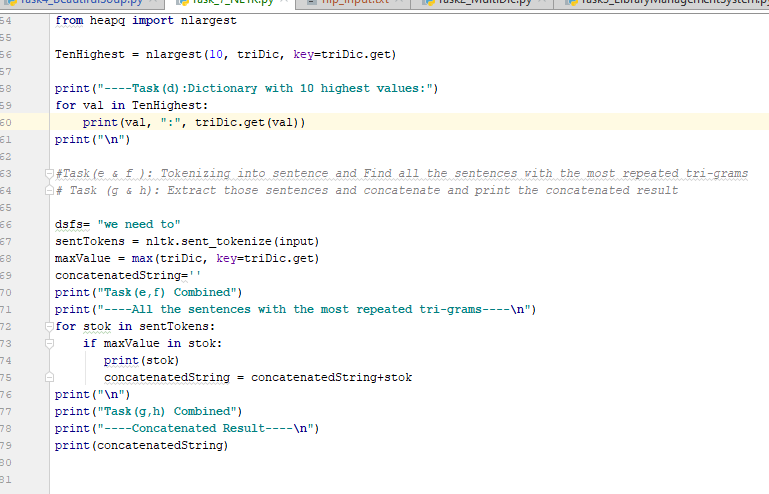 Task4_BeautifulSoup.py Task_1_NLTK.py nlp_input.txt Task2_MultiDic.py Task3_LibraryManagementSystem.py
54 from heapq import nlargest
55
56 TenHighest = nlargest(10, triDic, key=triDic.get)
57
58 print("----Task(d):Dictionary with 10 highest values:")
59 for val in TenHighest:
60 print(val, ":", triDic.get(val))
61 print("\n")
62
63 #Task(e & f ): Tokenizing into sentence and Find all the sentences with the most repeated tri-grams
64 # Task (g & h): Extract those sentences and concatenate and print the concatenated result
65
66 dsfs= "we need to"
67 sentTokens = nltk.sent_tokenize(input)
68 maxValue = max(triDic, key=triDic.get)
69 concatenatedString=''
70 print("Task(e,f) Combined")
71 print("----All the sentences with the most repeated tri-grams----\n")
72 for stok in sentTokens:
73 if maxValue in stok:
74 print(stok)
75 concatenatedString = concatenatedString+stok
76 print("\n")
77 print("Task(g,h) Combined")
78 print("----Concatenated Result----\n")
79 print(concatenatedString)
80
81